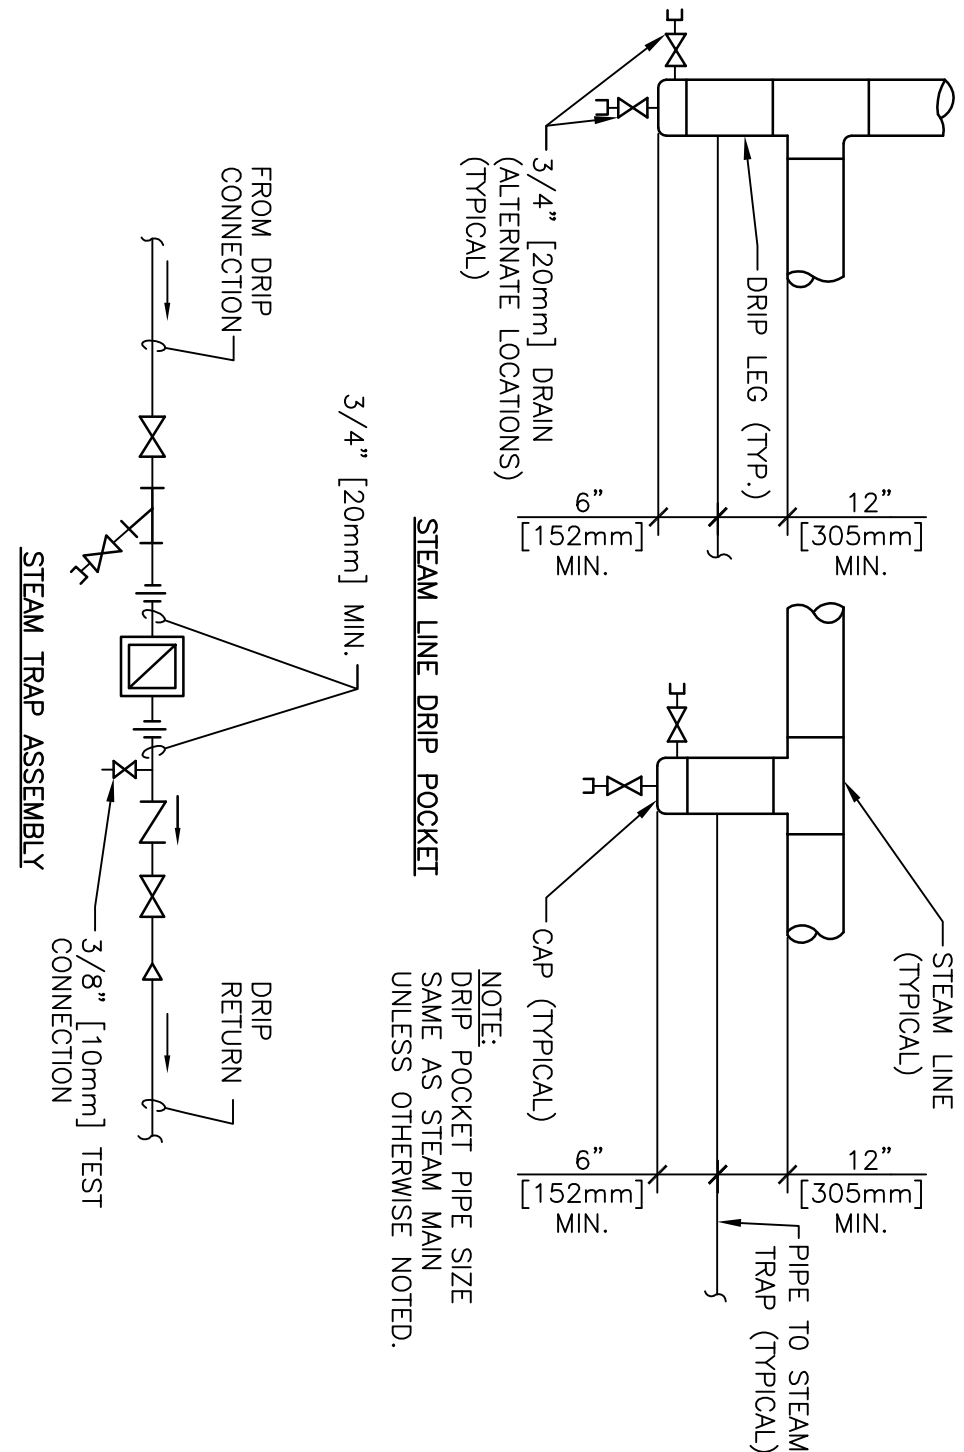 STEAM LINE
(TYPICAL)
12”
[305mm]
MIN.
6”
[152mm]
MIN.
12”
[305mm]
MIN.
6”
[152mm]
MIN.
PIPE TO STEAM
TRAP (TYPICAL)
DRIP LEG (TYP.)
3/4” [20mm] DRAIN
(ALTERNATE LOCATIONS)
(TYPICAL)
CAP (TYPICAL)
NOTE:
DRIP POCKET PIPE SIZE
SAME AS STEAM MAIN
UNLESS OTHERWISE NOTED.
STEAM LINE DRIP POCKET
3/4” [20mm] MIN.
FROM DRIP
CONNECTION
DRIP
RETURN
3/8” [10mm] TEST
CONNECTION
STEAM TRAP ASSEMBLY